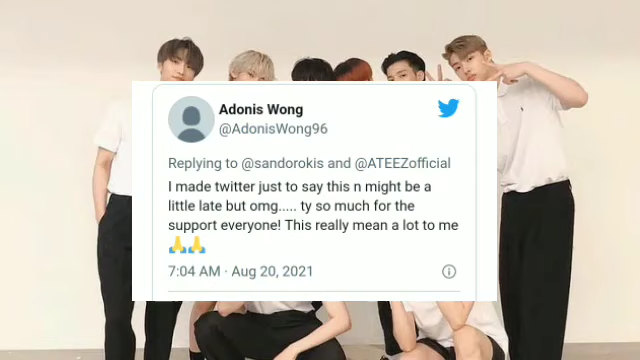 Adonis Wong
@AdonisWong96
Replying to @sandorokis and @ATEEZofficial
I made twitter just to say this n might be a
little late but omg..... ty so much for the
support everyone! This really mean a lot to me
🙏🙏
7:04 AM · Aug 20, 2021